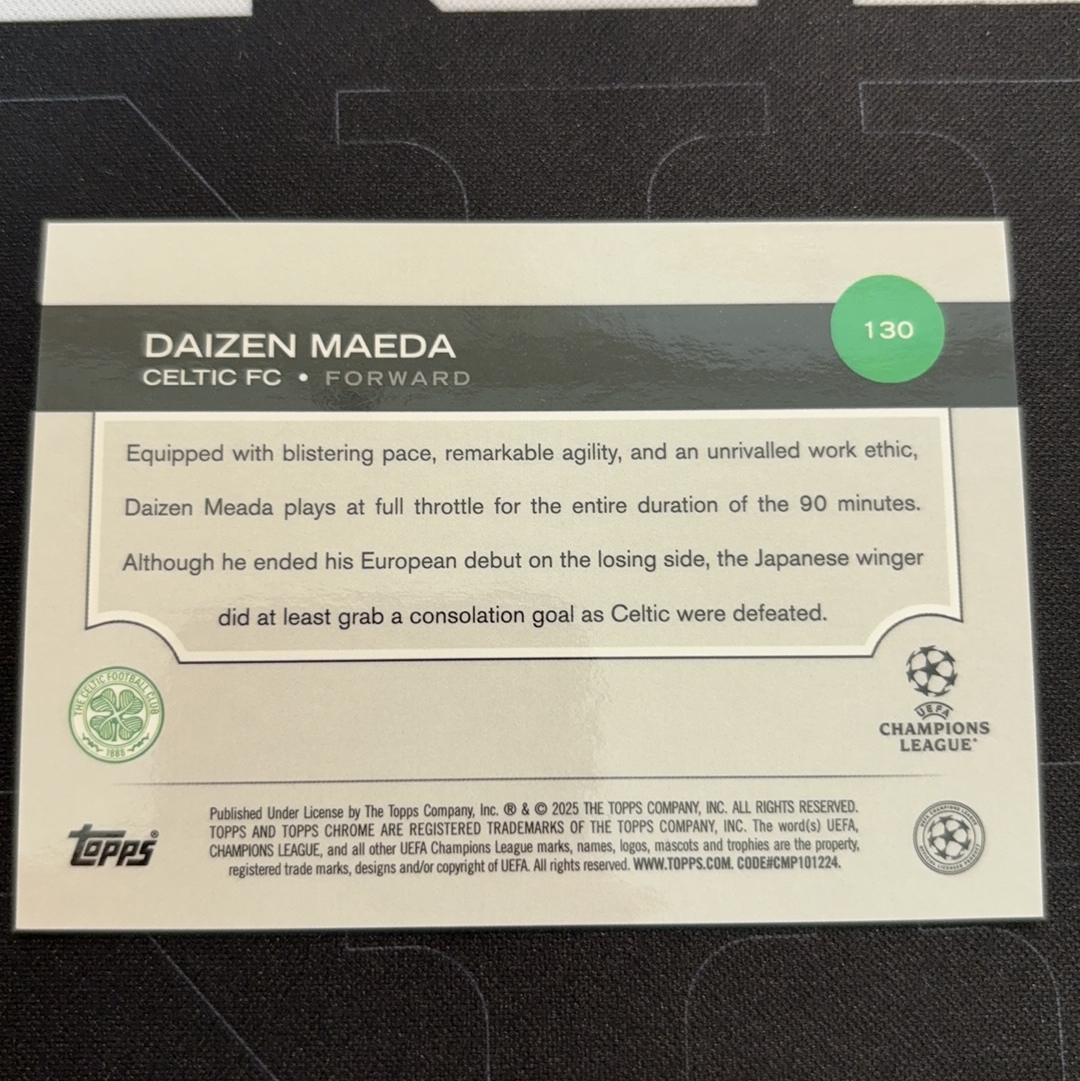 DAIZEN MAEDA
130
CELTIC FC • FORWARD
Equipped with blistering pace, remarkable agility, and an unrivalled work ethic,
Daizen Meada plays at full throttle for the entire duration of the 90 minutes.
Although he ended his European debut on the losing side, the Japanese winger
did at least grab a consolation goal as Celtic were defeated.
THE CELTIC FOOTBALL CLUB
1888
UEFA
CHAMPIONS
LEAGUE®
Published Under License by The Topps Company, Inc. ® & © 2025 THE TOPPS COMPANY, INC. ALL RIGHTS RESERVED.
TOPPS AND TOPPS CHROME ARE REGISTERED TRADEMARKS OF THE TOPPS COMPANY, INC. The word(s) UEFA,
CHAMPIONS LEAGUE, and all other UEFA Champions League marks, names, logos, mascots and trophies are the property,
registered trade marks, designs and/or copyright of UEFA. All rights reserved. WWW.TOPPS.COM. CODE#CMP101224.
Topps®